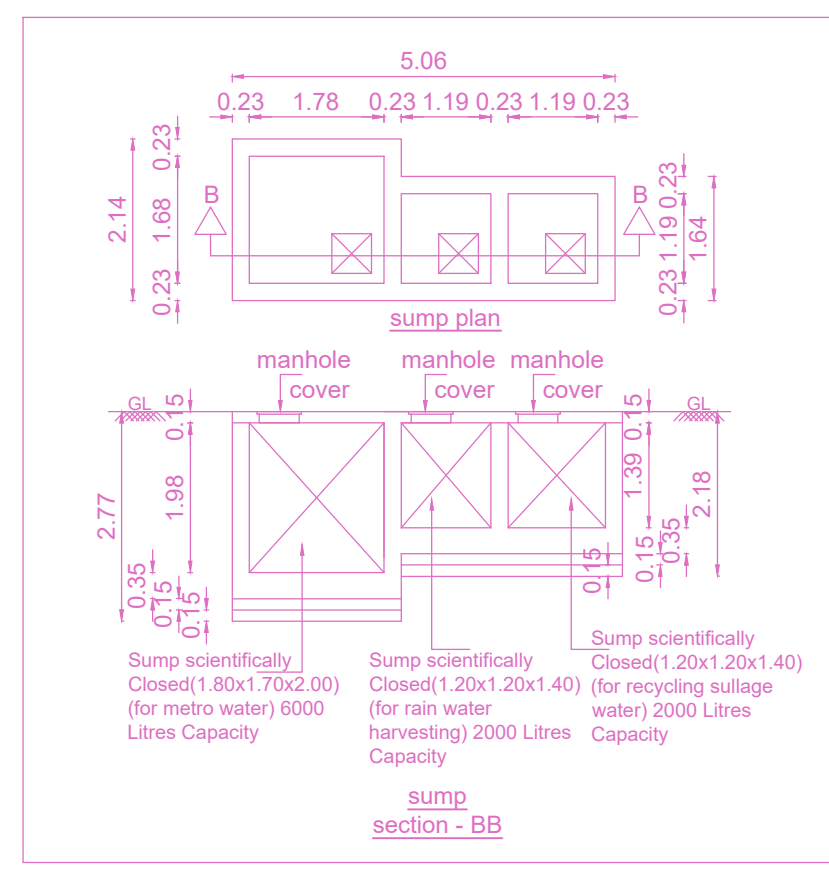 5.06
0.23 1.78 0.23 1.19 0.23 1.19 0.23
0.23
1.68
0.23
2.14
B
B
0.23
1.19
0.23
1.64
sump plan
manhole
cover
manhole
cover
manhole
cover
GL
GL
0.15
1.98
2.77
0.35
0.15
0.15
0.15
1.39
2.18
0.35
0.15
0.15
Sump scientifically
Closed(1.80x1.70x2.00)
(for metro water) 6000
Litres Capacity
Sump scientifically
Closed(1.20x1.20x1.40)
(for rain water
harvesting) 2000 Litres
Capacity
Sump scientifically
Closed(1.20x1.20x1.40)
(for recycling sullage
water) 2000 Litres
Capacity
sump
section - BB